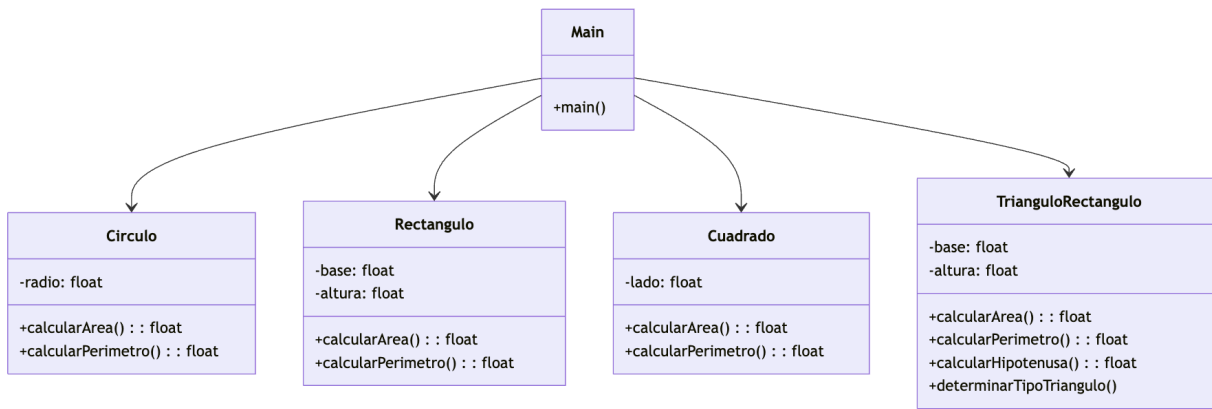 Main
+main()
Circulo
-radio: float
+calcularArea() : : float
+calcularPerimetro() : : float
Rectangulo
-base: float
-altura: float
+calcularArea() : : float
+calcularPerimetro() : : float
Cuadrado
-lado: float
+calcularArea() : : float
+calcularPerimetro() : : float
TrianguloRectangulo
-base: float
-altura: float
+calcularArea() : : float
+calcularPerimetro() : : float
+calcularHipotenusa() : : float
+determinarTipoTriangulo()